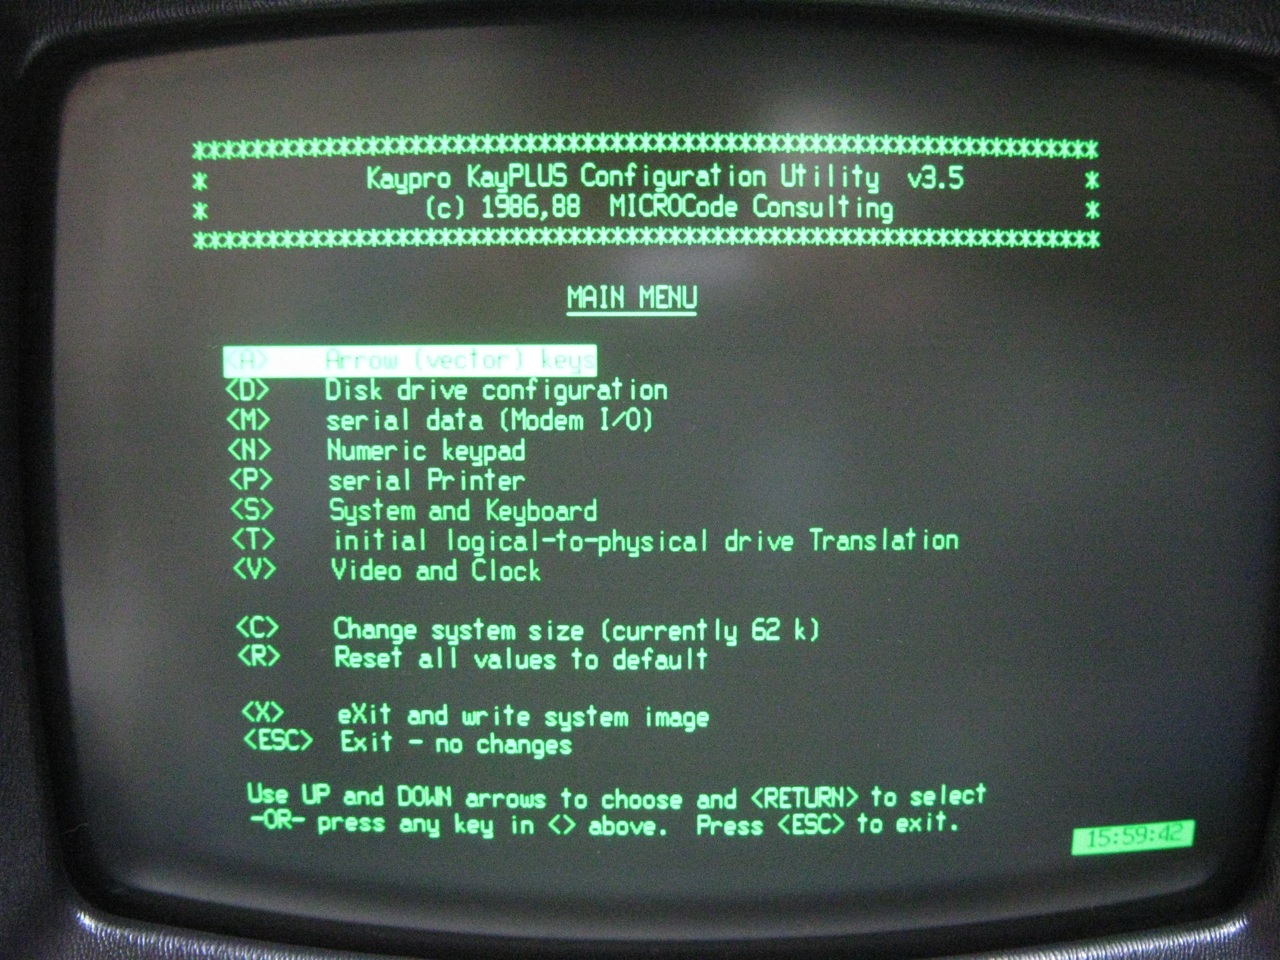 ***************************************************************
* Kaypro KayPLUS Configuration Utility v3.5 *
* (c) 1986,88 MICROCode Consulting *
***************************************************************
MAIN MENU
<A> Arrow (vector) keys
<D> Disk drive configuration
<M> serial data (Modem I/O)
<N> Numeric keypad
<P> serial Printer
<S> System and Keyboard
<T> initial logical-to-physical drive Translation
<V> Video and Clock
<C> Change system size (currently 62 k)
<R> Reset all values to default
<X> eXit and write system image
<ESC> Exit - no changes
Use UP and DOWN arrows to choose and <RETURN> to select
-OR- press any key in <> above. Press <ESC> to exit.
15:59:42